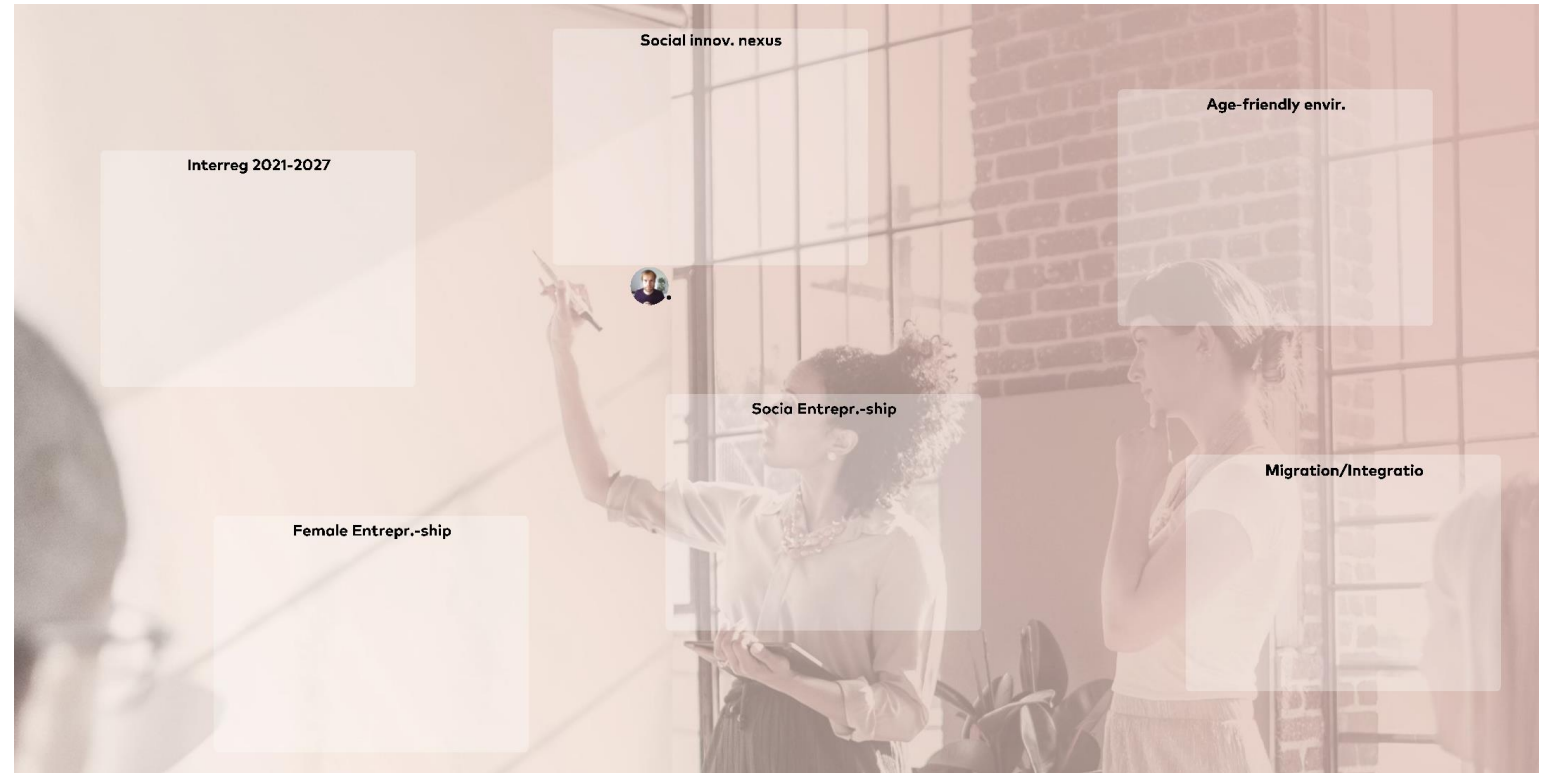 Social innov. nexus
Age-friendly envir.
Interreg 2021-2027
Socia Entrepr.-ship
Migration/Integratio
Female Entrepr.-ship